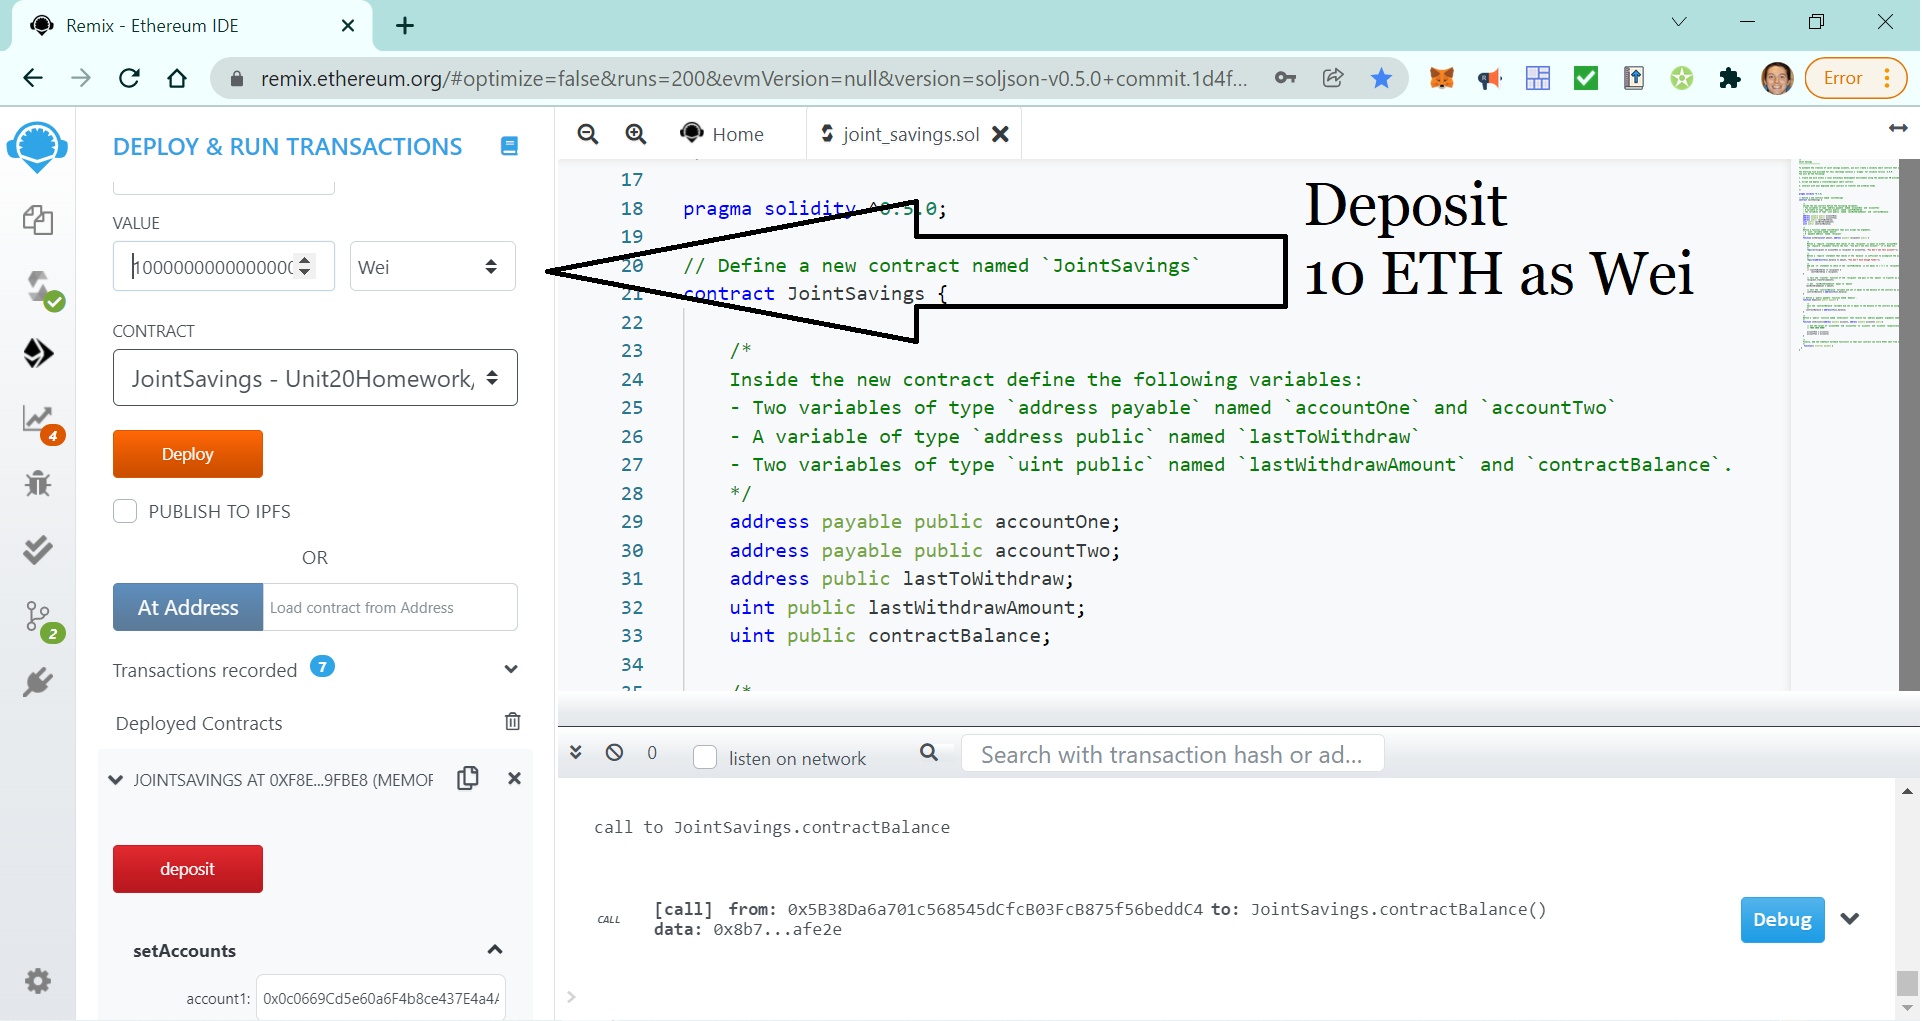 Remix - Ethereum IDE
remix.ethereum.org/#optimize=false&runs=200&evmVersion=null&version=soljson-v0.5.0+commit.1d4f...
Error
DEPLOY & RUN TRANSACTIONS
VALUE
Wei
CONTRACT
JointSavings - Unit20Homework,
Deploy
PUBLISH TO IPFS
OR
At Address
Load contract from Address
Transactions recorded 7
Deployed Contracts
JOINTSAVINGS AT 0XF8E...9FBE8 (MEMOR
deposit
setAccounts
account1: 0x0c0669Cd5e60a6F4b8ce437E4a4
4
2
Home
joint_savings.sol
17
18 pragma solidity ^0.5.0;
19
20 // Define a new contract named `JointSavings`
21 contract JointSavings {
22
23 /*
24 Inside the new contract define the following variables:
25 - Two variables of type `address payable` named `accountOne` and `accountTwo`
26 - A variable of type `address public` named `lastToWithdraw`
27 - Two variables of type `uint public` named `lastWithdrawAmount` and `contractBalance`.
28 */
29 address payable public accountOne;
30 address payable public accountTwo;
31 address public lastToWithdraw;
32 uint public lastWithdrawAmount;
33 uint public contractBalance;
34
35 /*
Deposit
10 ETH as Wei
0
listen on network
Search with transaction hash or ad...
call to JointSavings.contractBalance
CALL
[call] from: 0x5B38Da6a701c568545dCfcB03FcB875f56beddC4 to: JointSavings.contractBalance()
data: 0x8b7...afe2e
Debug
>